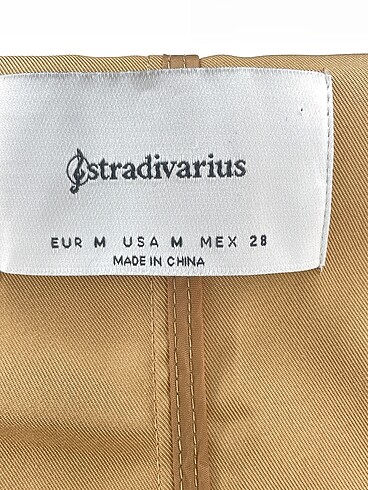 stradivarius
EUR M USA M MEX 28
MADE IN CHINA